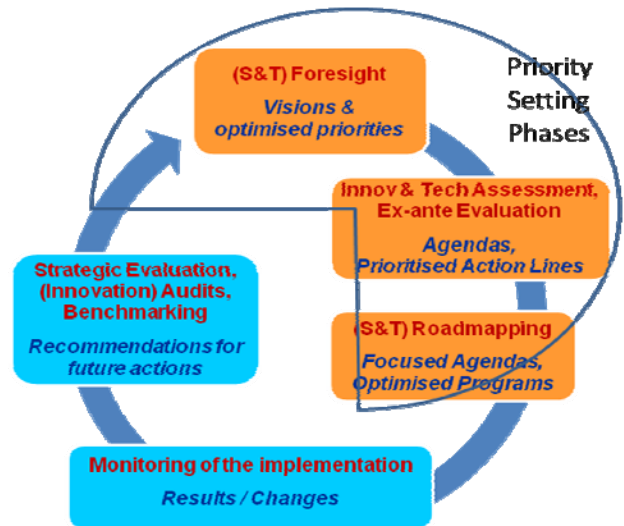 (S&T) Foresight
Visions &
optimised priorities
Priority
Setting
Phases
Innov & Tech Assessment,
Ex-ante Evaluation
Agendas,
Prioritised Action Lines
(S&T) Roadmapping
Focused Agendas,
Optimised Programs
Monitoring of the implementation
Results / Changes
Strategic Evaluation,
(Innovation) Audits,
Benchmarking
Recommendations for
future actions